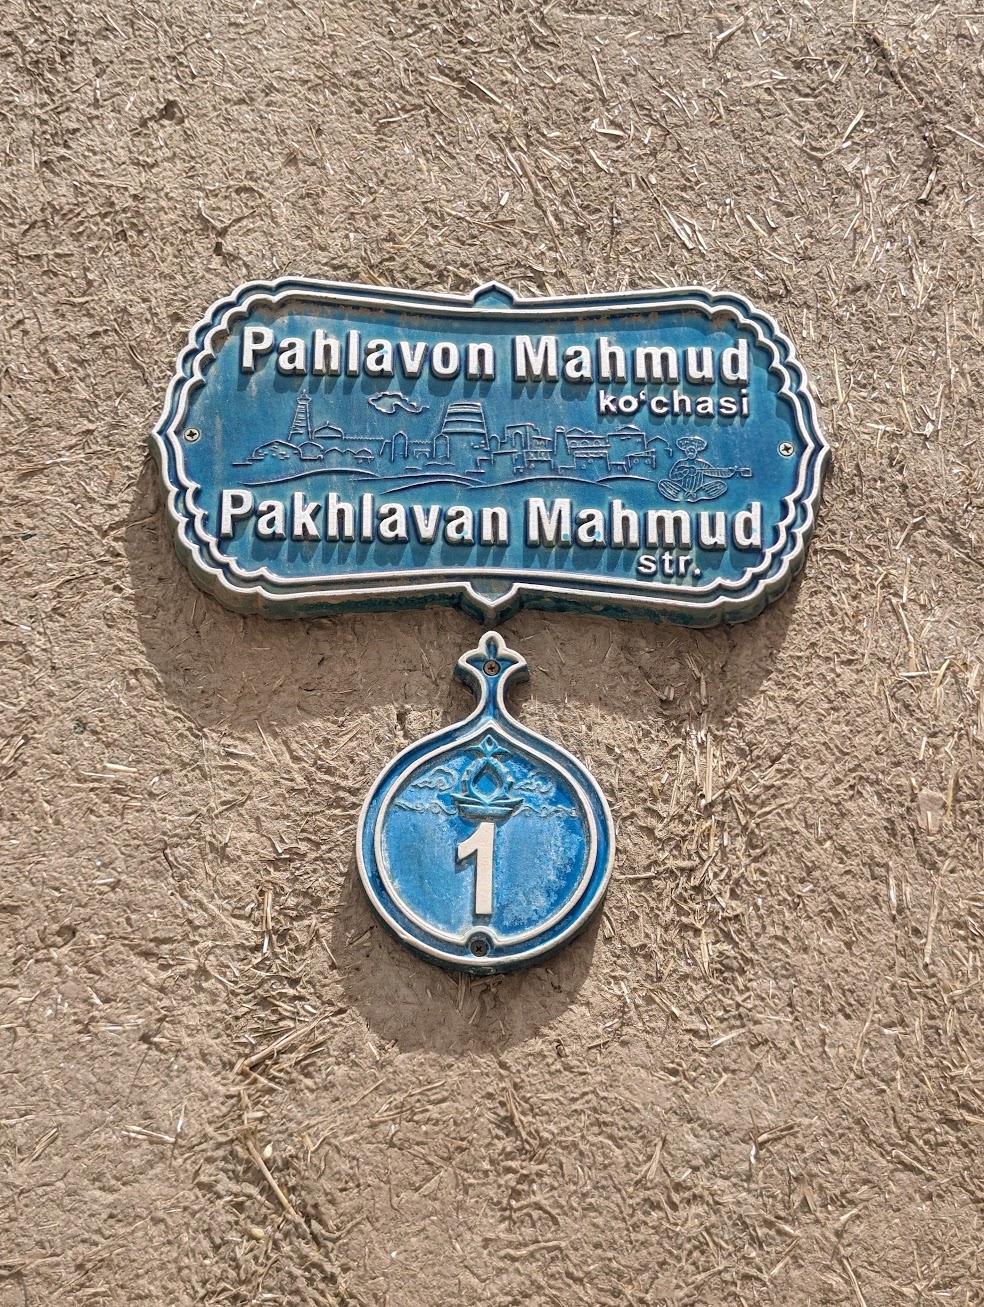 Pahlavon Mahmud
ko‘chasi
Pakhlavan Mahmud
str.
1